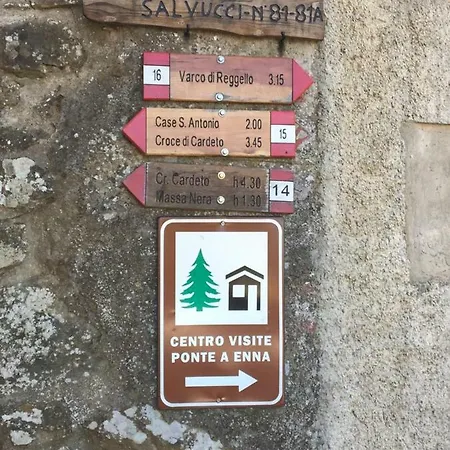 SALVUCCI-N°81-81A
16 Varco di Reggello 3.15
Case S. Antonio 2.00 15
Croce di Cardeto 3.45
Cr. Cardeto h 4.30 14
Massa Nera h 1.30
CENTRO VISITE
PONTE A ENNA